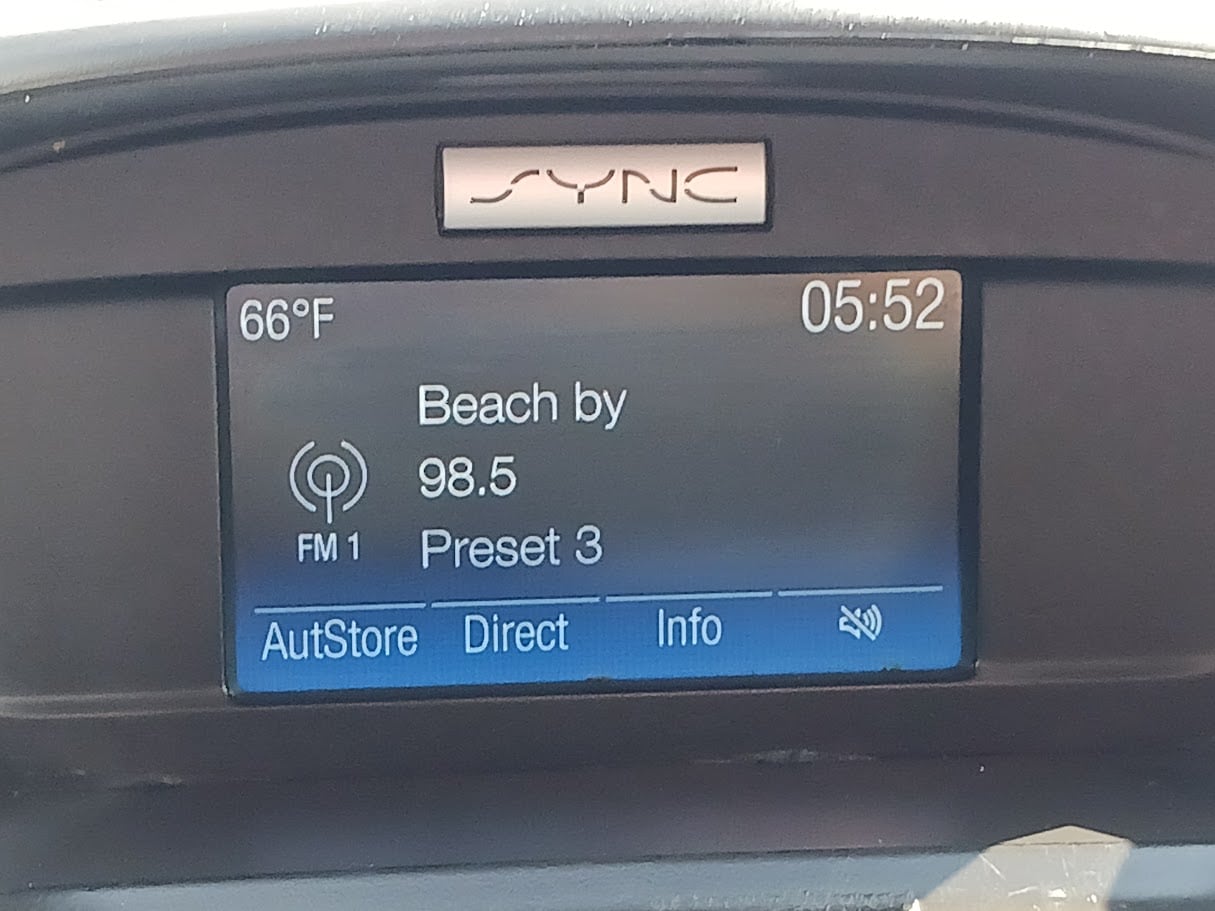 SYNC
66°F
05:52
Beach by
98.5
FM 1
Preset 3
AutStore
Direct
Info